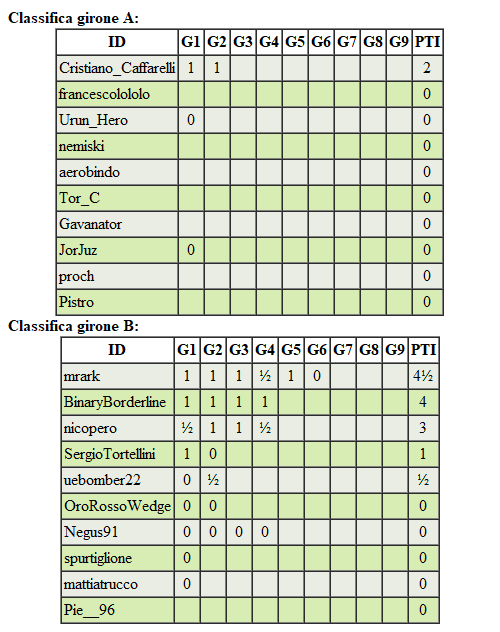 Classifica girone A:
ID G1 G2 G3 G4 G5 G6 G7 G8 G9 PTI
Cristiano_Caffarelli 1 1 2
francescolololo 0
Urun_Hero 0 0
nemiski 0
aerobindo 0
Tor_C 0
Gavanator 0
JorJuz 0 0
proch 0
Pistro 0
Classifica girone B:
ID G1 G2 G3 G4 G5 G6 G7 G8 G9 PTI
mrark 1 1 1 ½ 1 0 4½
BinaryBorderline 1 1 1 1 4
nicopero ½ 1 1 ½ 3
SergioTortellini 1 0 1
uebomber22 0 ½ ½
OroRossoWedge 0 0 0
Negus91 0 0 0 0 0
spurtiglione 0 0
mattiatrucco 0 0
Pie__96 0